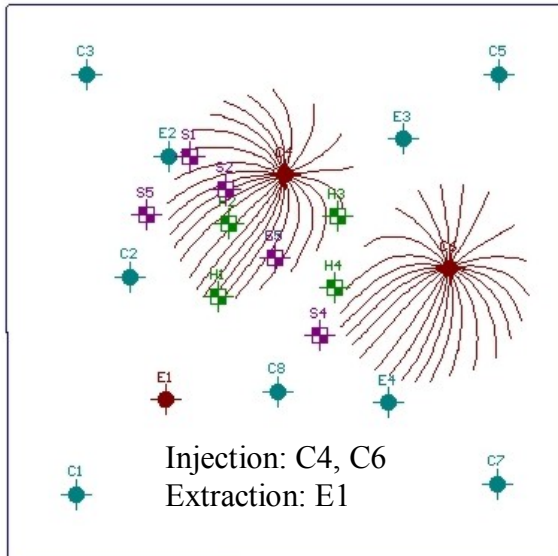 C3
C5
E3
E2
S1
C4
S2
H2
S5
H3
C6
C2
H1
H4
S4
C8
E1
E4
Injection: C4, C6
Extraction: E1
C1
C7